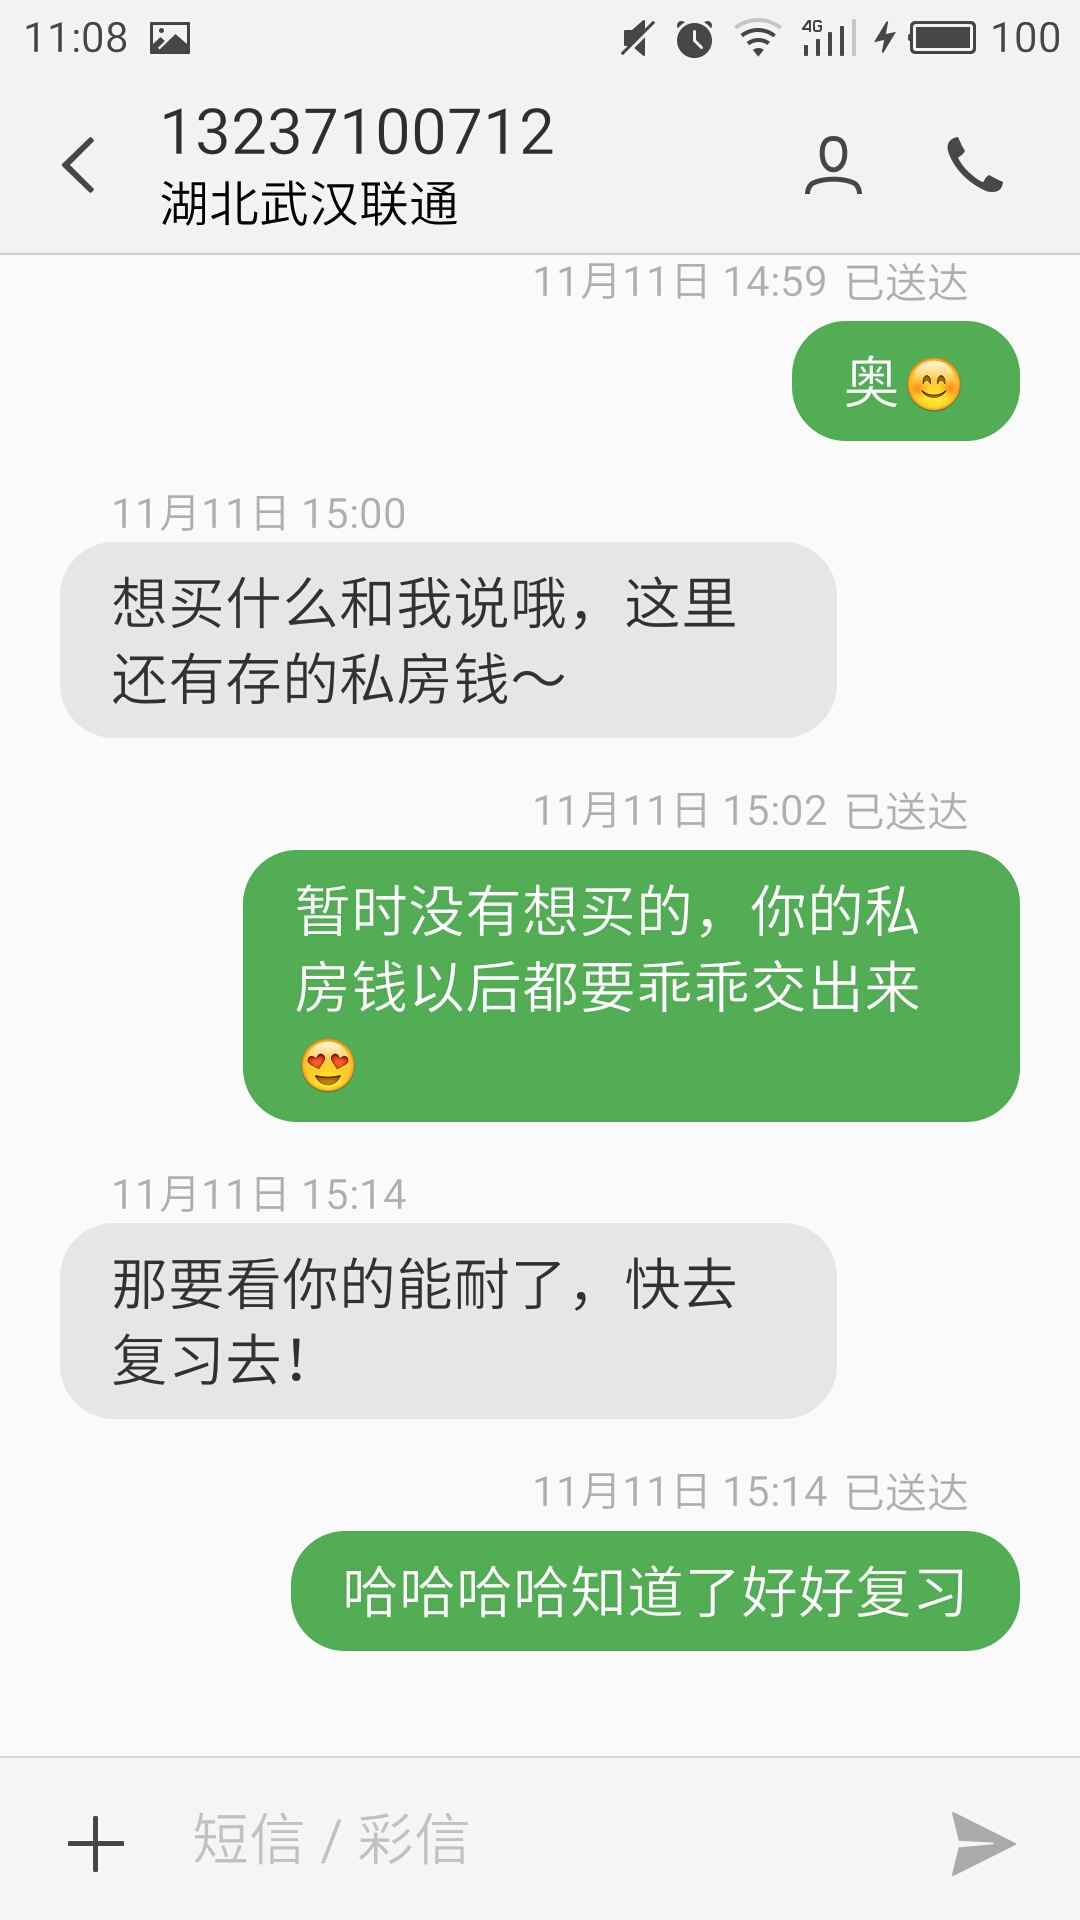 11:08 4G 100
13237100712
湖北武汉联通
11月11日 14:59 已送达
奥😊
11月11日 15:00
想买什么和我说哦，这里
还有存的私房钱～
11月11日 15:02 已送达
暂时没有想买的，你的私
房钱以后都要乖乖交出来
😍
11月11日 15:14
那要看你的能耐了，快去
复习去！
11月11日 15:14 已送达
哈哈哈哈知道了好好复习
短信 / 彩信